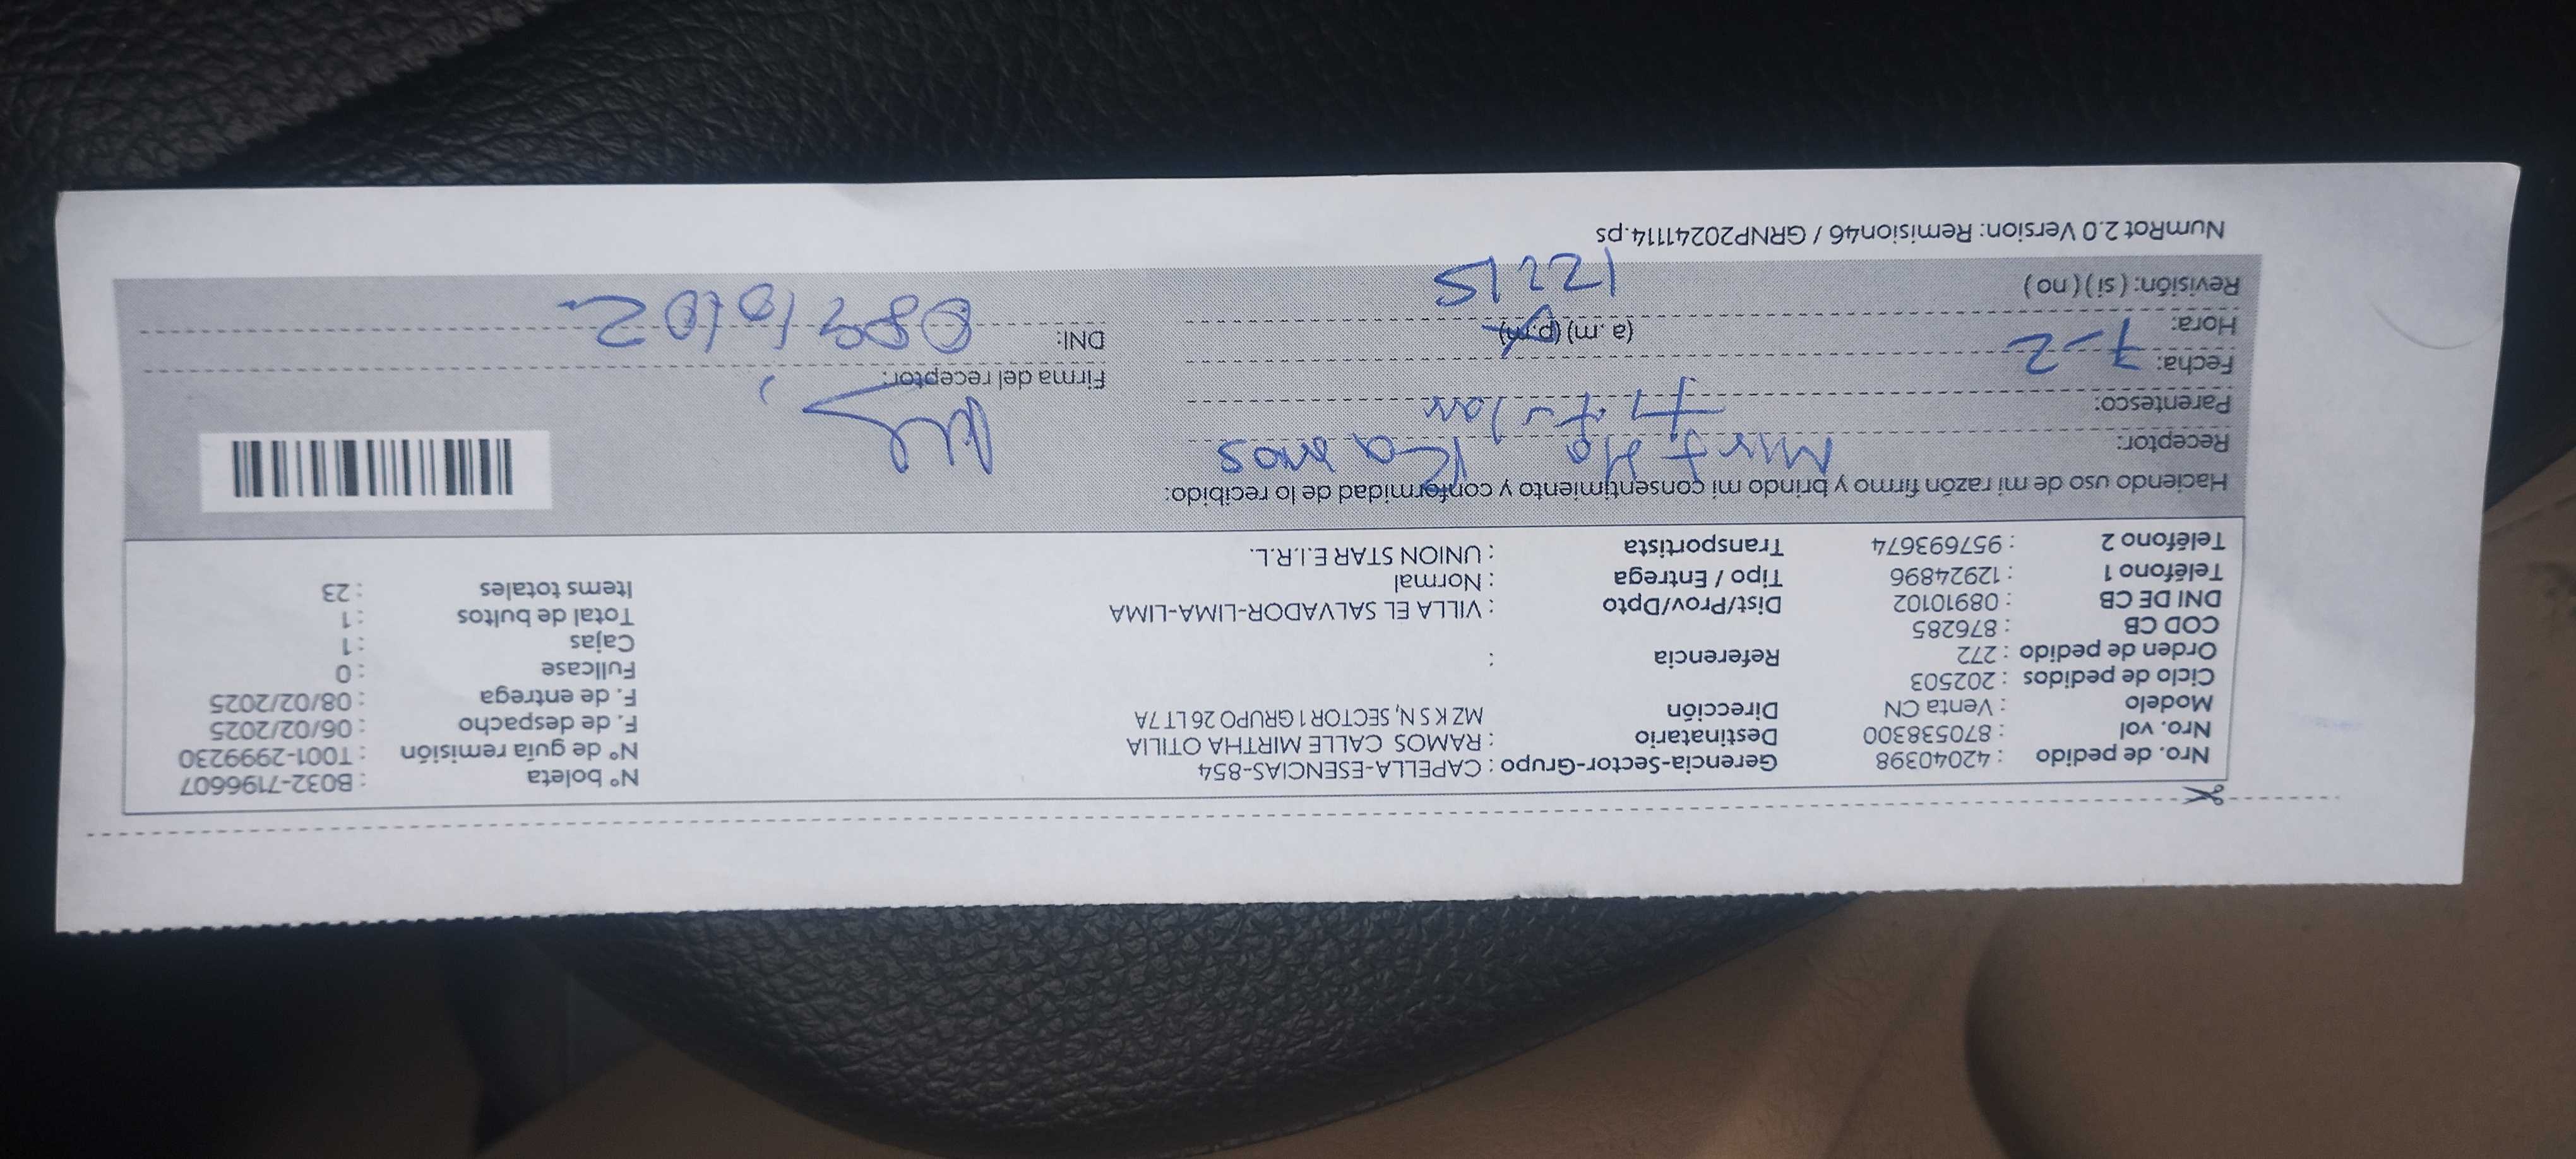 Nro. de pedido : 42040398 Gerencia-Sector-Grupo : CAPELLA-ESENCIAS-854 N° boleta : B032-7196607
Nro. vol : 870538300 Destinatario : RAMOS CALLE MIRTHA OTILIA N° de guía remisión : T001-2999230
Modelo : Venta CN Dirección MZ K S N, SECTOR 1 GRUPO 26 LT 7A F. de despacho : 06/02/2025
Ciclo de pedidos : 202503 F. de entrega : 08/02/2025
Orden de pedido : 272 Referencia : Fullcase : 0
COD CB : 876285 Cajas : 1
DNI DE CB : 08910102 Dist/Prov/Dpto : VILLA EL SALVADOR-LIMA-LIMA Total de bultos : 1
Teléfono 1 : 12924896 Tipo / Entrega : Normal Items totales : 23
Teléfono 2 : 957693674 Transportista : UNION STAR E.I.R.L.
Haciendo uso de mi razón firmo y brindo mi consentimiento y conformidad de lo recibido:
Receptor: Mirtha Ramos
Parentesco: Titular
Fecha: 7-2 Firma del receptor:
Hora: (a. m) (p.m) 1215 DNI: 08910102
Revisión: ( si ) ( no )
NumRot 2.0 Version: Remision46 / GRNP20241114.ps